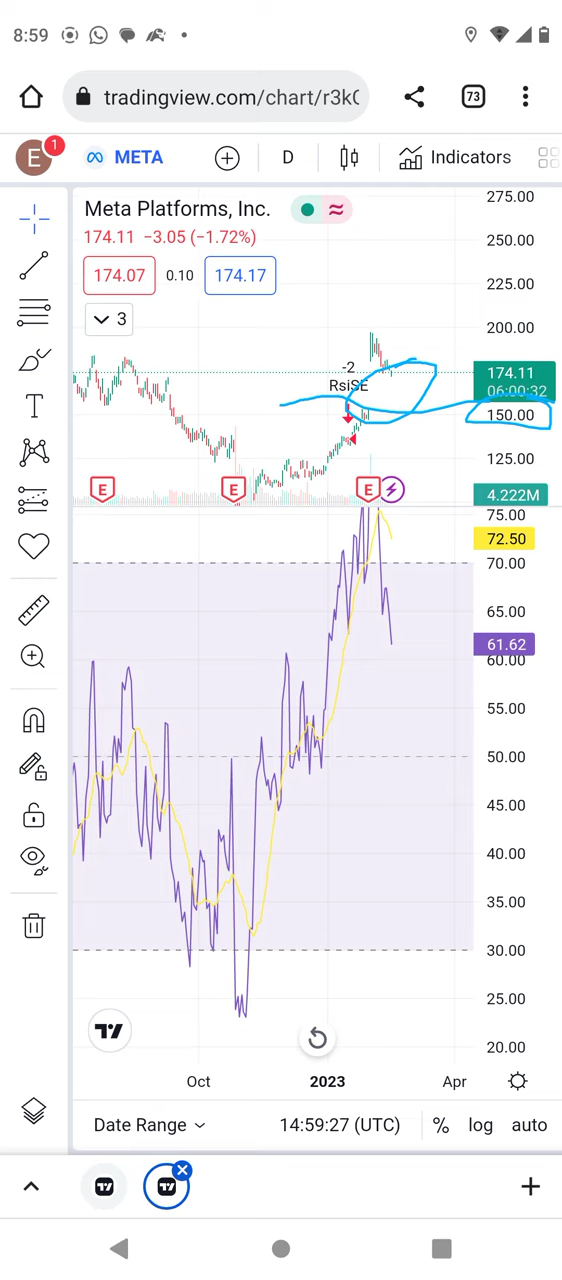 8:59
tradingview.com/chart/r3k
73
E
1
META
D
Indicators
Meta Platforms, Inc.
174.11 −3.05 (−1.72%)
174.07
0.10
174.17
3
275.00
250.00
225.00
200.00
174.11
06:00:32
150.00
125.00
4.222M
-2
RsiSE
E
E
E
75.00
72.50
70.00
65.00
61.62
60.00
55.00
50.00
45.00
40.00
35.00
30.00
25.00
20.00
Oct
2023
Apr
Date Range
14:59:27 (UTC)
%
log
auto